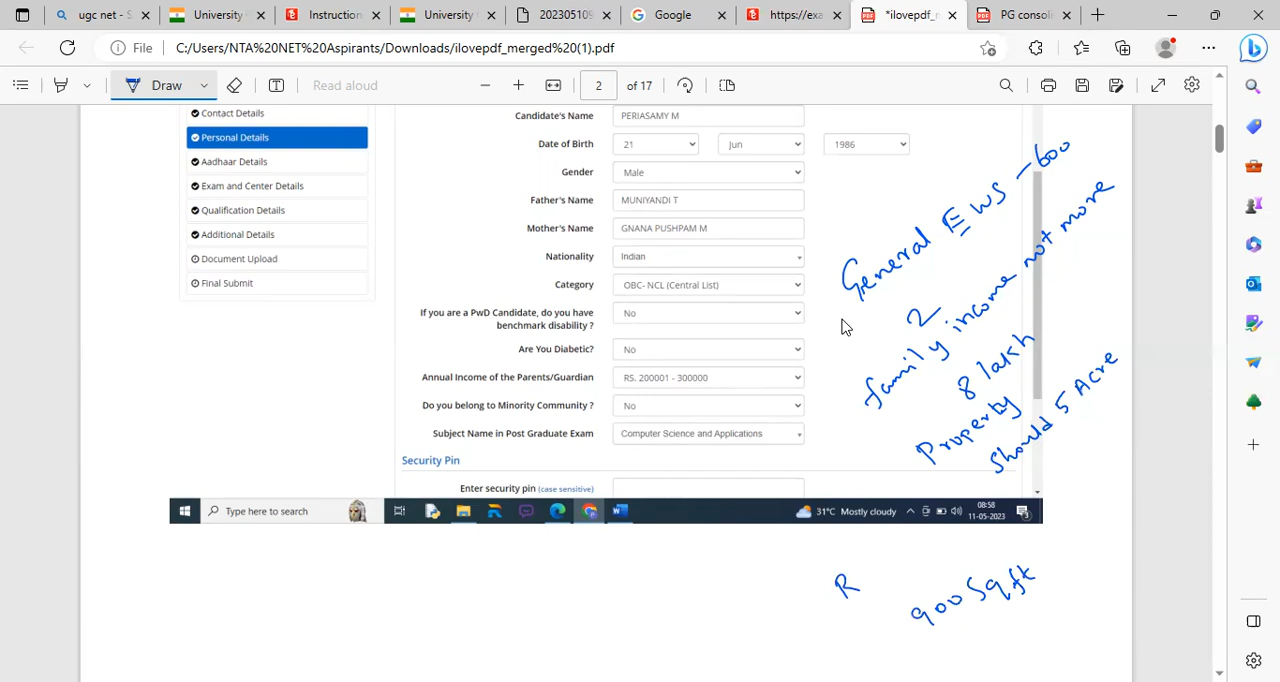 ugc net - S
University
Instruction
University
202305109
Google
https://exa
*ilovepdf_m
PG consoli
File
C:/Users/NTA%20NET%20Aspirants/Downloads/ilovepdf_merged%20(1).pdf
Draw
Read aloud
2 of 17
Contact Details
Personal Details
Aadhaar Details
Exam and Center Details
Qualification Details
Additional Details
Document Upload
Final Submit
Candidate's Name PERIASAMY M
Date of Birth 21 Jun 1986
Gender Male
Father's Name MUNIYANDI T
Mother's Name GNANA PUSHPAM M
Nationality Indian
Category OBC- NCL (Central List)
If you are a PwD Candidate, do you have No
benchmark disability ?
Are You Diabetic? No
Annual Income of the Parents/Guardian RS. 200001 - 300000
Do you belong to Minority Community ? No
Subject Name in Post Graduate Exam Computer Science and Applications
Security Pin
Enter security pin (case sensitive)
General EWS - 600
2
family income not more
8 lakh
Property
Should 5 Acre
Type here to search
31°C Mostly cloudy
08:58
11-05-2023
3
R
900 Sq.ft